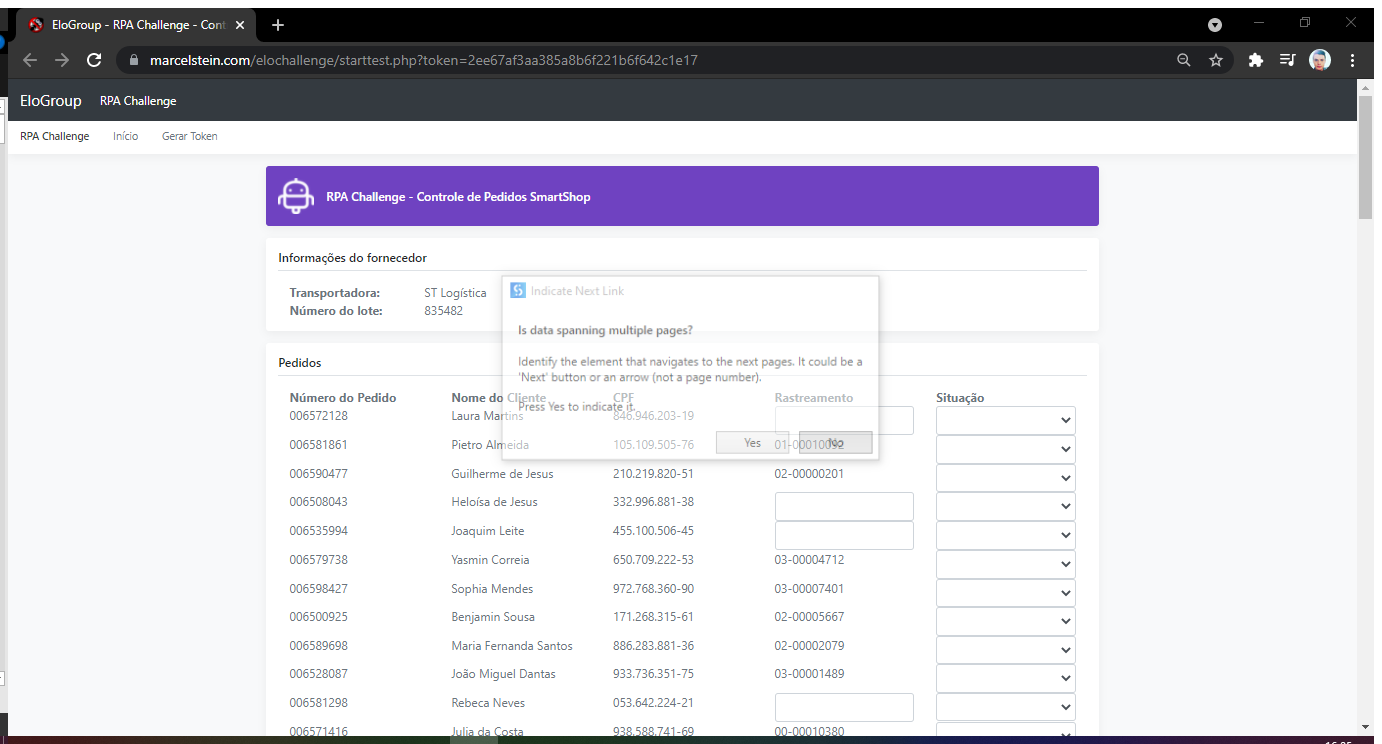 EloGroup - RPA Challenge - Cont
marcelstein.com/elochallenge/starttest.php?token=2ee67af3aa385a8b6f221b6f642c1e17
EloGroup RPA Challenge
RPA Challenge Início Gerar Token
RPA Challenge - Controle de Pedidos SmartShop
Informações do fornecedor
Transportadora: ST Logística
Número do lote: 835482
Indicate Next Link
Is data spanning multiple pages?
Identify the element that navigates to the next pages. It could be a
'Next' button or an arrow (not a page number).
Press Yes to indicate it.
Yes No
Pedidos
Número do Pedido Nome do Cliente CPF Rastreamento Situação
006572128 Laura Martins 846.946.203-19
006581861 Pietro Almeida 105.109.505-76 01-00010092
006590477 Guilherme de Jesus 210.219.820-51 02-00000201
006508043 Heloísa de Jesus 332.996.881-38
006535994 Joaquim Leite 455.100.506-45
006579738 Yasmin Correia 650.709.222-53 03-00004712
006598427 Sophia Mendes 972.768.360-90 03-00007401
006500925 Benjamin Sousa 171.268.315-61 02-00005667
006589698 Maria Fernanda Santos 886.283.881-36 02-00002079
006528087 João Miguel Dantas 933.736.351-75 03-00001489
006581298 Rebeca Neves 053.642.224-21
006571416 Julia da Costa 938.588.741-69 00-00010380